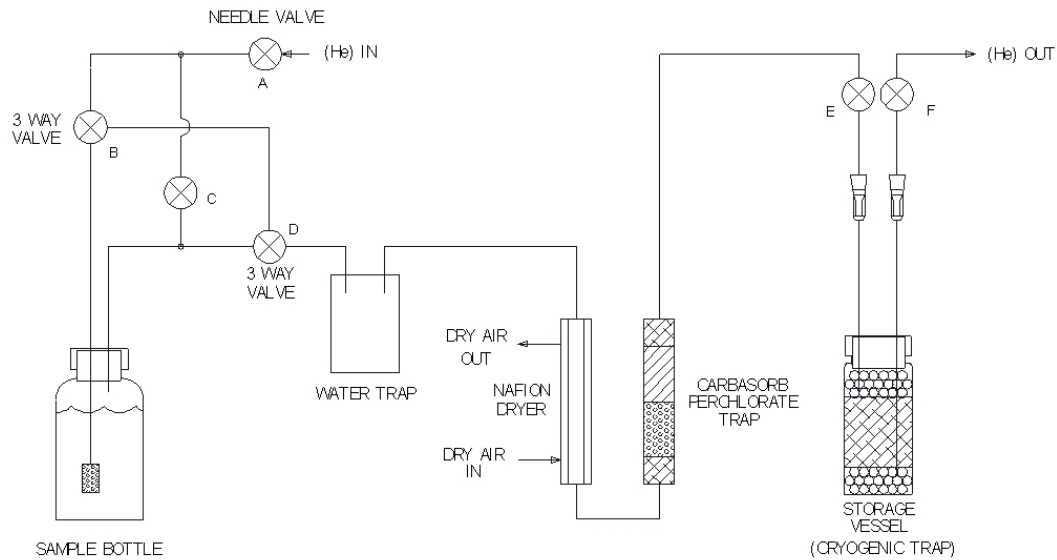 NEEDLE VALVE
(He) IN
A
(He) OUT
3 WAY
VALVE
B
E
F
C
D
3 WAY
VALVE
DRY AIR
OUT
WATER TRAP
NAFION
DRYER
CARBASORB
PERCHLORATE
TRAP
DRY AIR
IN
SAMPLE BOTTLE
STORAGE
VESSEL
(CRYOGENIC TRAP)